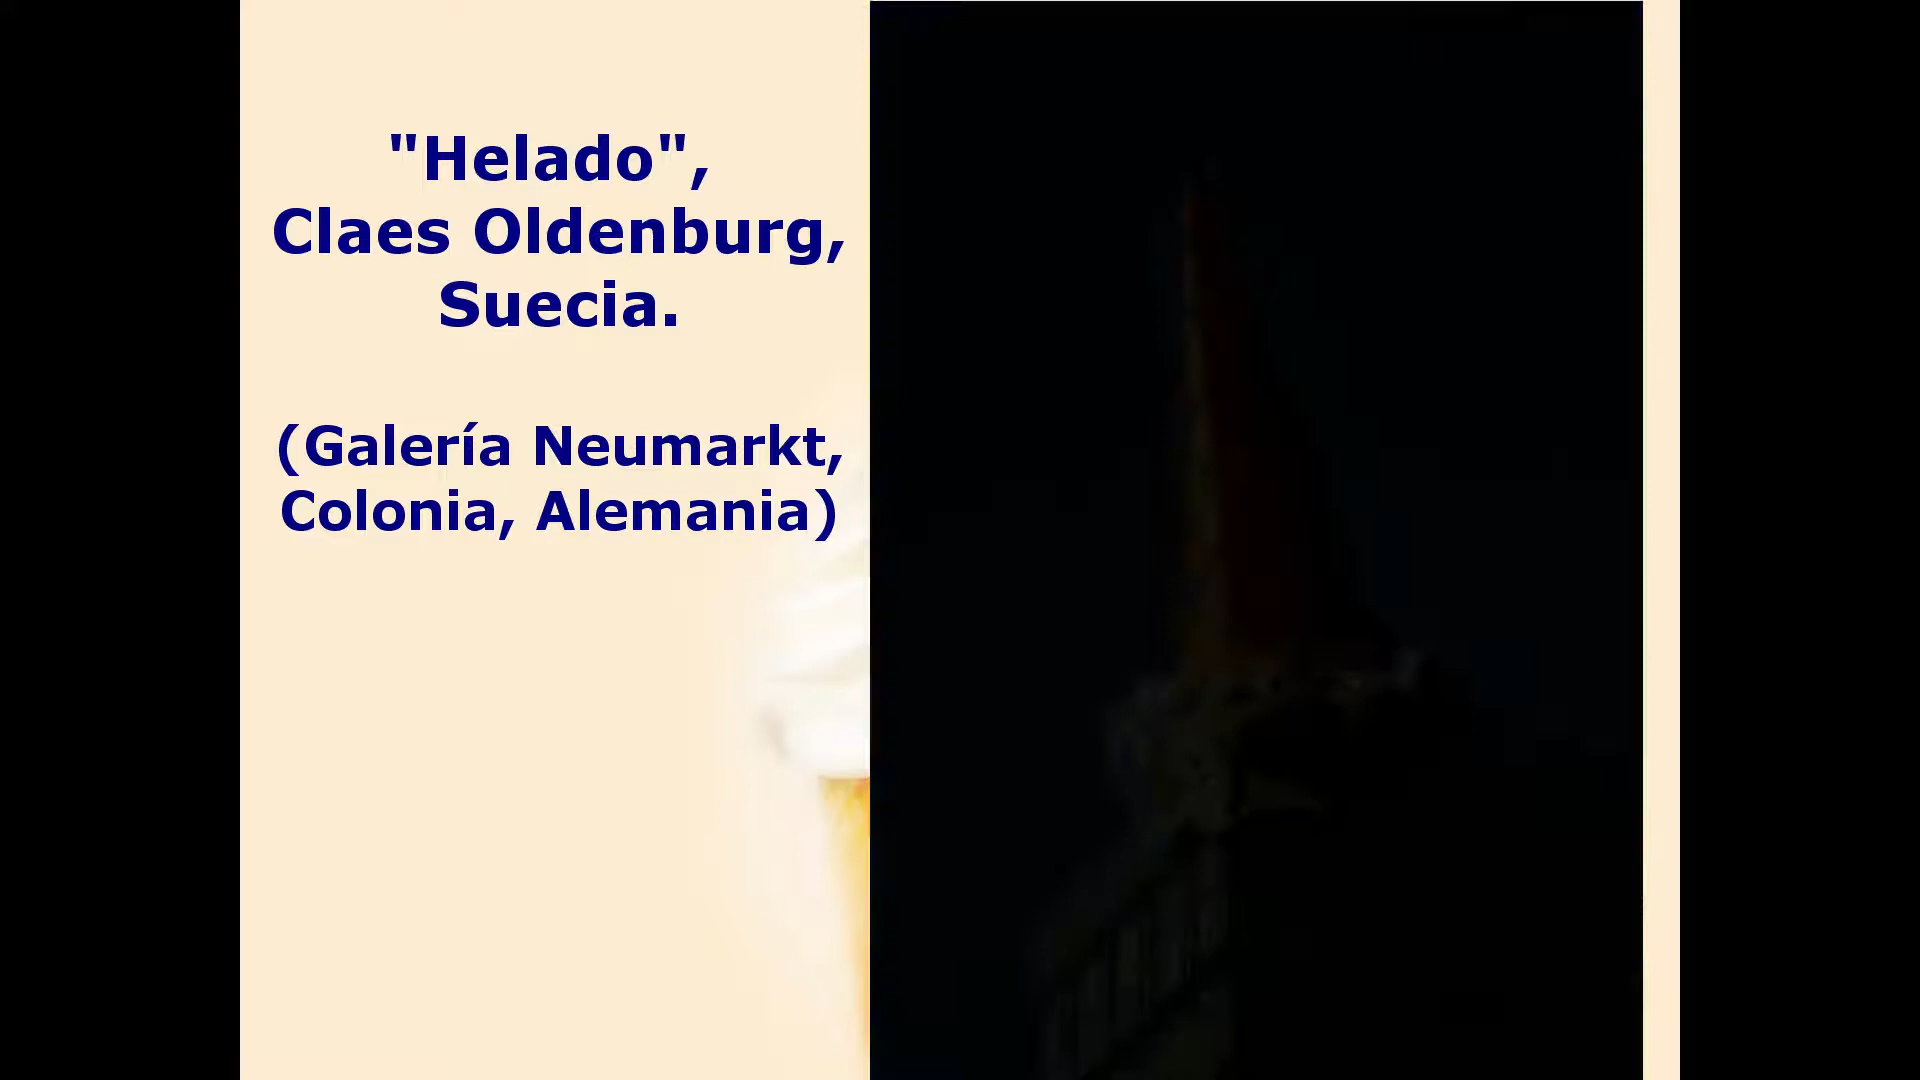 "Helado",
Claes Oldenburg,
Suecia.
(Galería Neumarkt,
Colonia, Alemania)